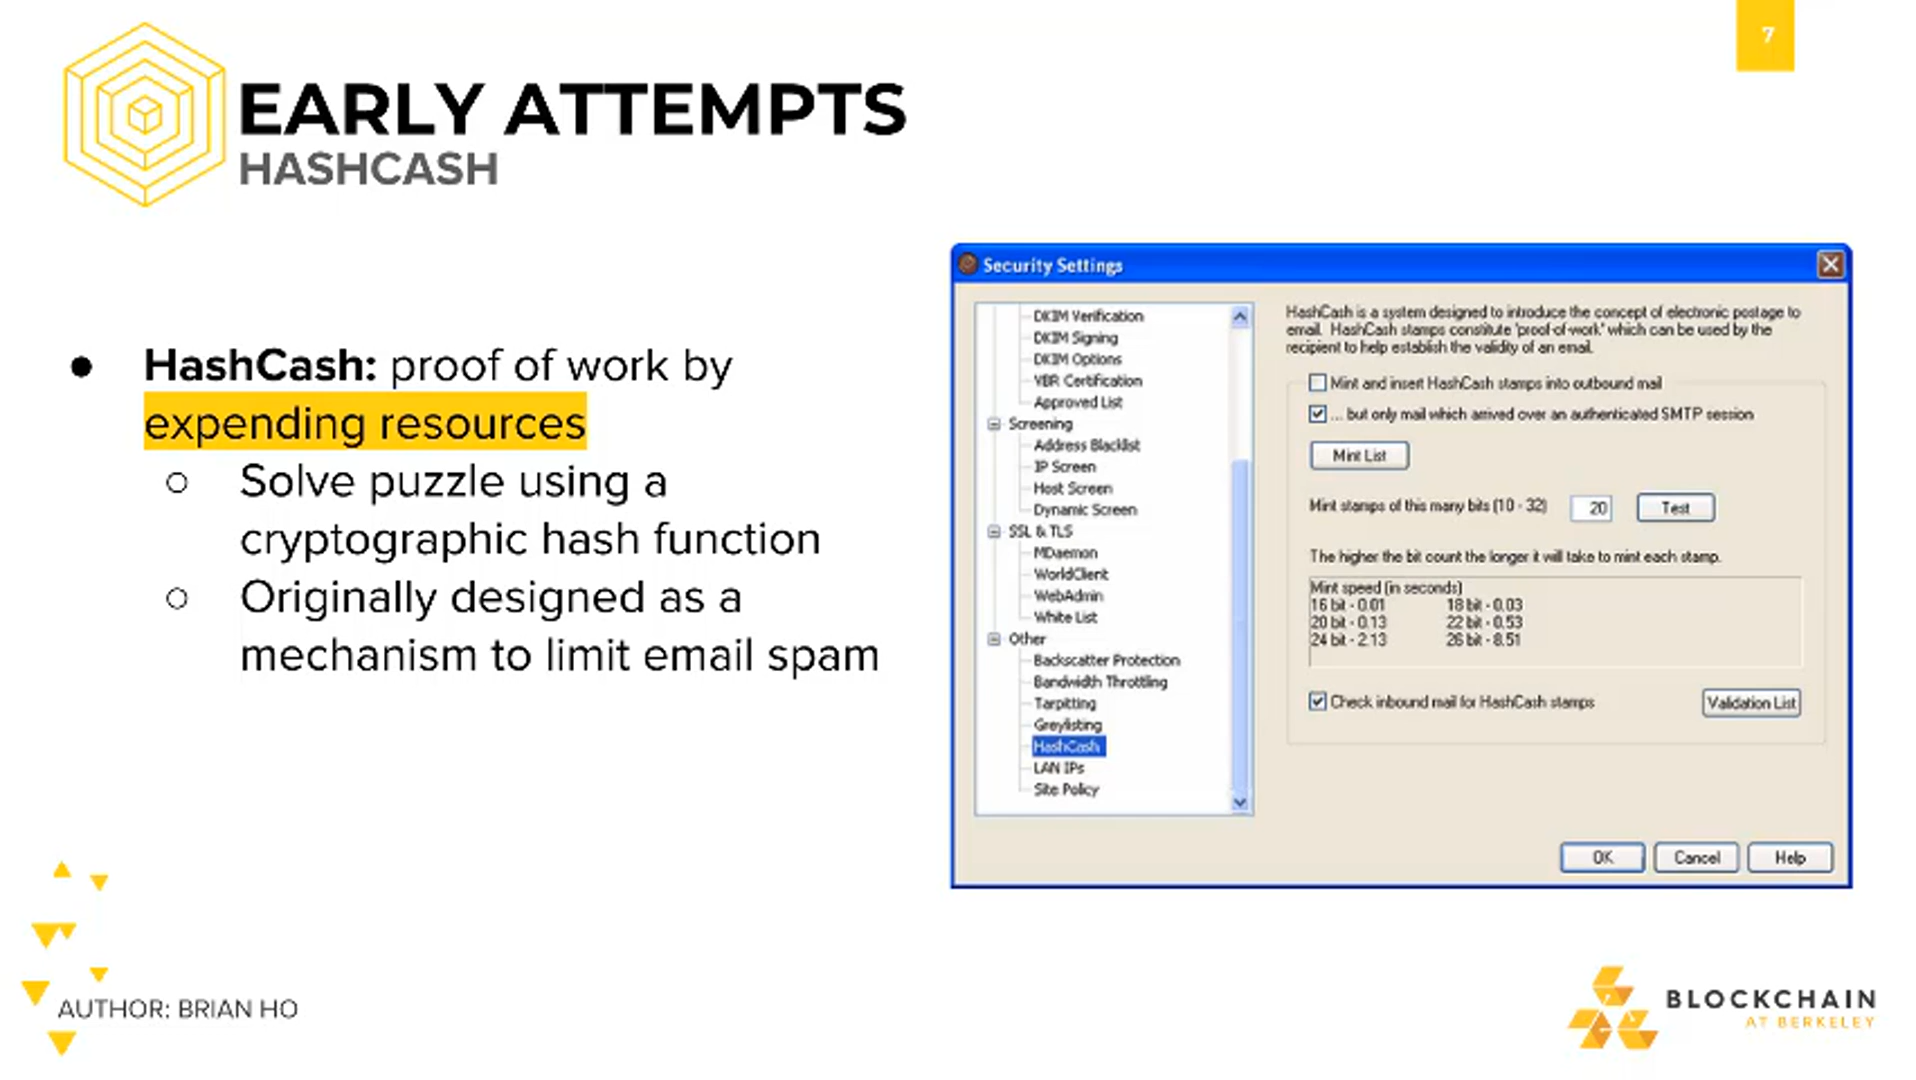 7
EARLY ATTEMPTS
HASHCASH
● HashCash: proof of work by
expending resources
○ Solve puzzle using a
cryptographic hash function
○ Originally designed as a
mechanism to limit email spam
Security Settings
DKIM Verification
DKIM Signing
DKIM Options
VBR Certification
Approved List
Screening
Address Blacklist
IP Screen
Host Screen
Dynamic Screen
SSL & TLS
MDaemon
WorldClient
WebAdmin
White List
Other
Backscatter Protection
Bandwidth Throttling
Tarpitting
Greylisting
HashCash
LAN IPs
Site Policy
HashCash is a system designed to introduce the concept of electronic postage to
email. HashCash stamps constitute 'proof-of-work' which can be used by the
recipient to help establish the validity of an email.
Mint and insert HashCash stamps into outbound mail
... but only mail which arrived over an authenticated SMTP session
Mint List
Mint stamps of this many bits (10 - 32) 20 Test
The higher the bit count the longer it will take to mint each stamp.
Mint speed (in seconds)
16 bit - 0.01 18 bit - 0.03
20 bit - 0.13 22 bit - 0.53
24 bit - 2.13 26 bit - 8.51
Check inbound mail for HashCash stamps Validation List
OK Cancel Help
AUTHOR: BRIAN HO
BLOCKCHAIN
AT BERKELEY